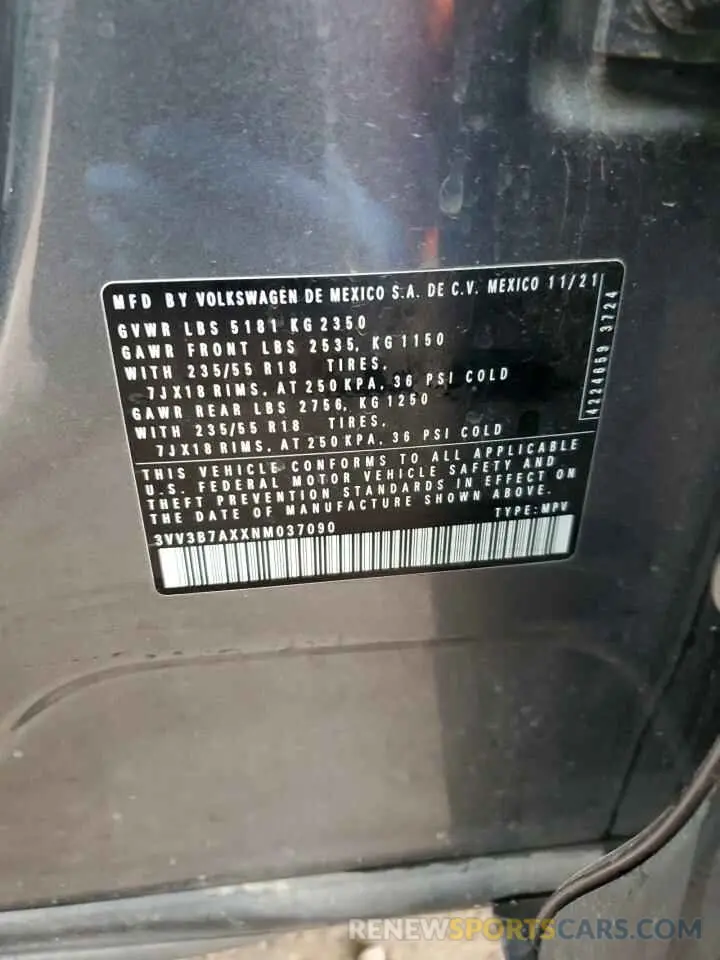 MFD BY VOLKSWAGEN DE MEXICO S.A. DE C.V. MEXICO 11/21
GVWR LBS 5181 KG 2350
GAWR FRONT LBS 2535, KG 1150
WITH 235/55 R18 TIRES,
7JX18 RIMS, AT 250 KPA, 36 PSI COLD
GAWR REAR LBS 2756, KG 1250
WITH 235/55 R18 TIRES,
7JX18 RIMS, AT 250 KPA, 36 PSI COLD
4224659 3724
THIS VEHICLE CONFORMS TO ALL APPLICABLE
U.S. FEDERAL MOTOR VEHICLE SAFETY AND
THEFT PREVENTION STANDARDS IN EFFECT ON
THE DATE OF MANUFACTURE SHOWN ABOVE.
3VV3B7AXXNM037090 TYPE: MPV
RENEWSPORTSCARS.COM